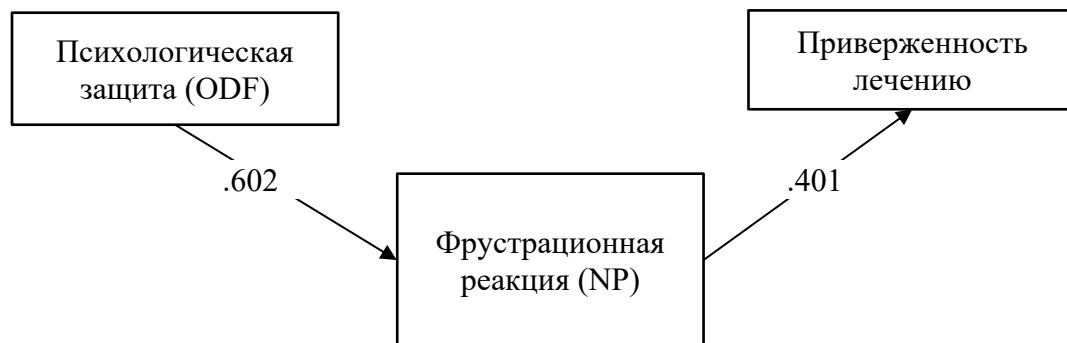 Психологическая
защита (ODF)
Приверженность
лечению
.602
.401
Фрустрационная
реакция (NP)